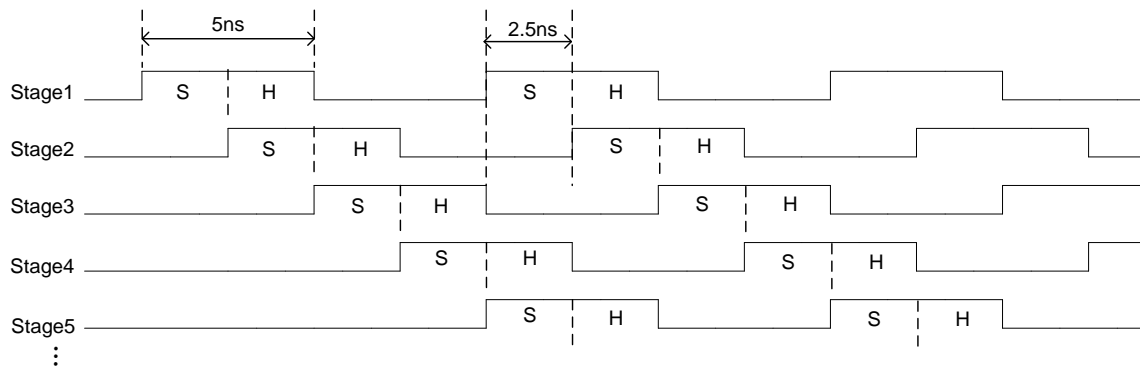 5ns 2.5ns
Stage1 S H S H
Stage2 S H S H
Stage3 S H S H
Stage4 S H S H
Stage5 S H S H
⋮